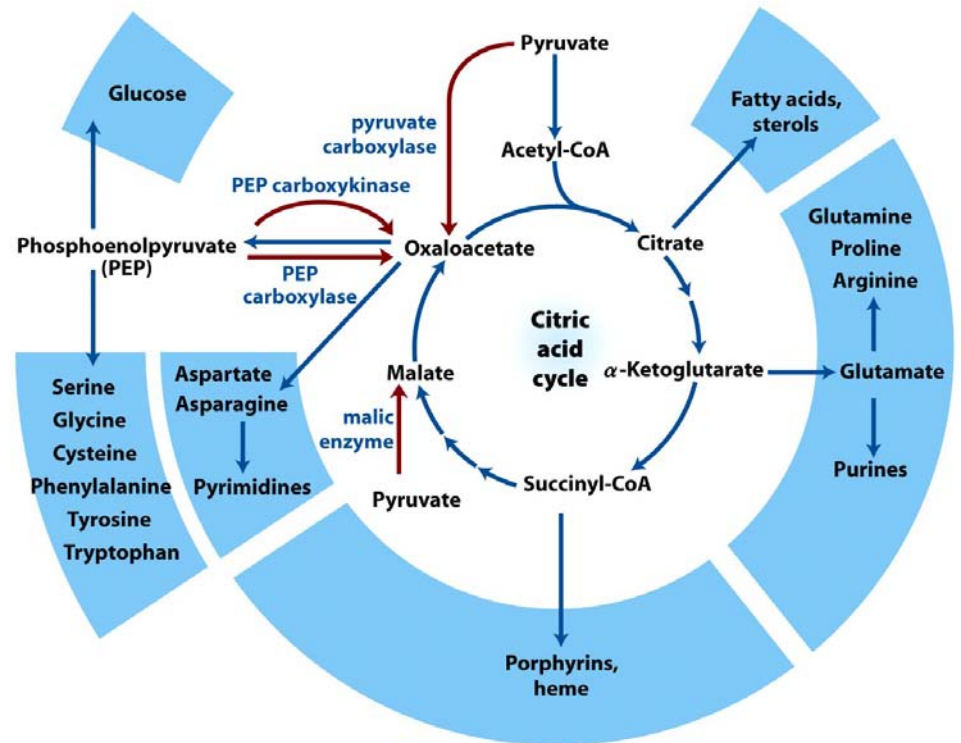 Pyruvate
Glucose
Fatty acids,
sterols
pyruvate
carboxylase
Acetyl-CoA
PEP carboxykinase
Phosphoenolpyruvate
(PEP)
Oxaloacetate
Citrate
Glutamine
Proline
Arginine
PEP
carboxylase
Citric
acid
cycle
Malate
α-Ketoglutarate
Glutamate
Serine
Glycine
Cysteine
Phenylalanine
Tyrosine
Tryptophan
Aspartate
Asparagine
Pyrimidines
malic
enzyme
Pyruvate
Succinyl-CoA
Purines
Porphyrins,
heme